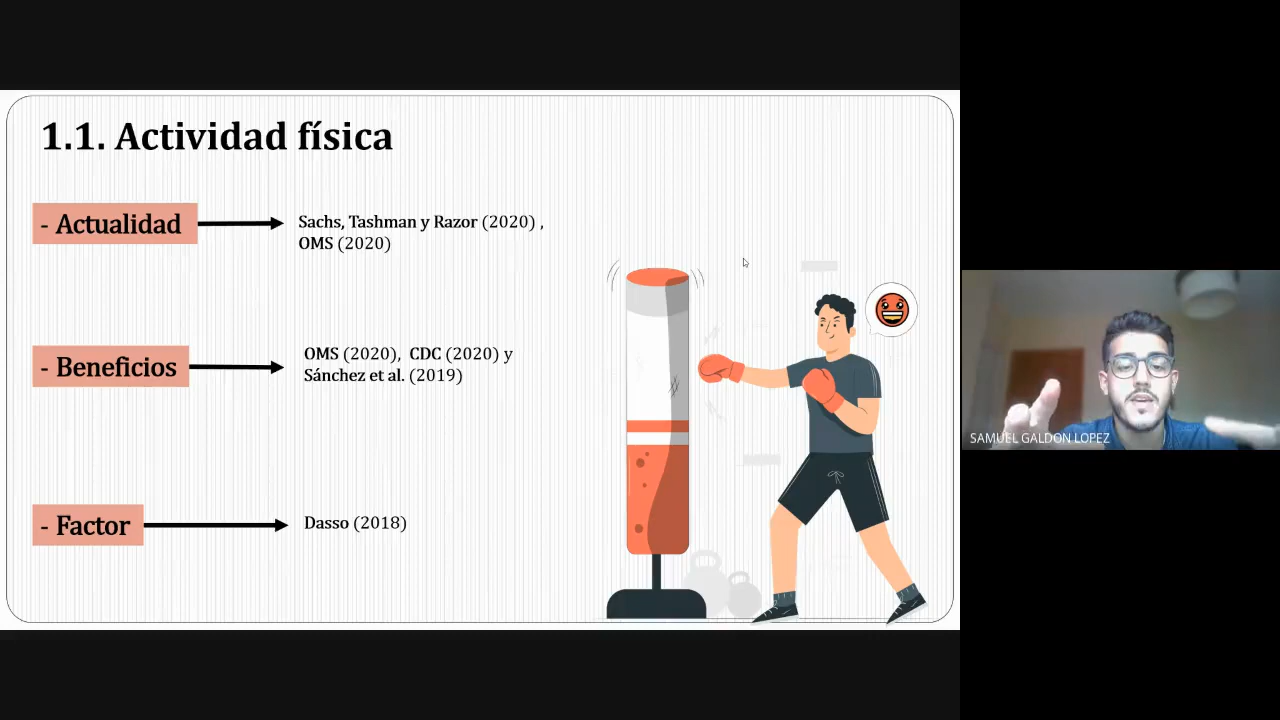 1.1. Actividad física
- Actualidad
Sachs, Tashman y Razor (2020) ,
OMS (2020)
- Beneficios
OMS (2020),  CDC (2020) y
Sánchez et al. (2019)
- Factor
Dasso (2018)
SAMUEL GALDON LOPEZ